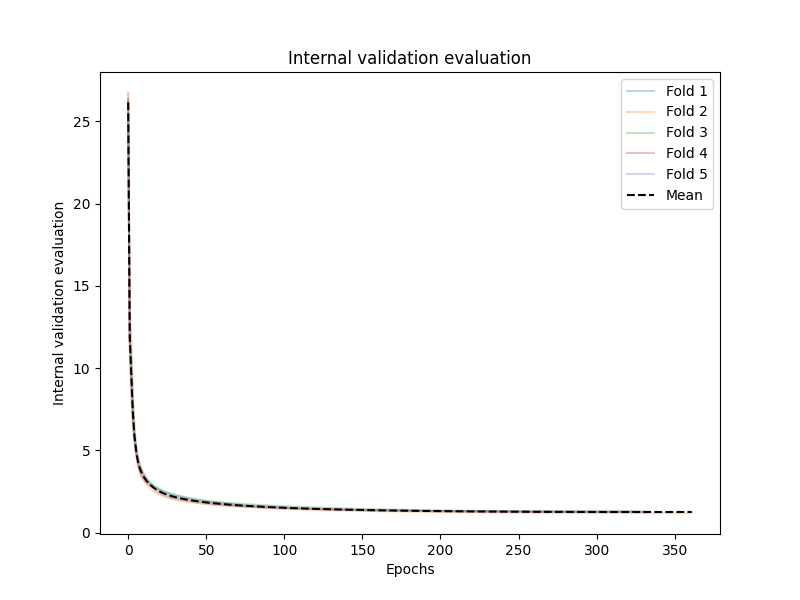 Internal validation evaluation
Fold 1
Fold 2
Fold 3
Fold 4
Fold 5
Mean
Internal validation evaluation
25
20
15
10
5
0
0 50 100 150 200 250 300 350
Epochs